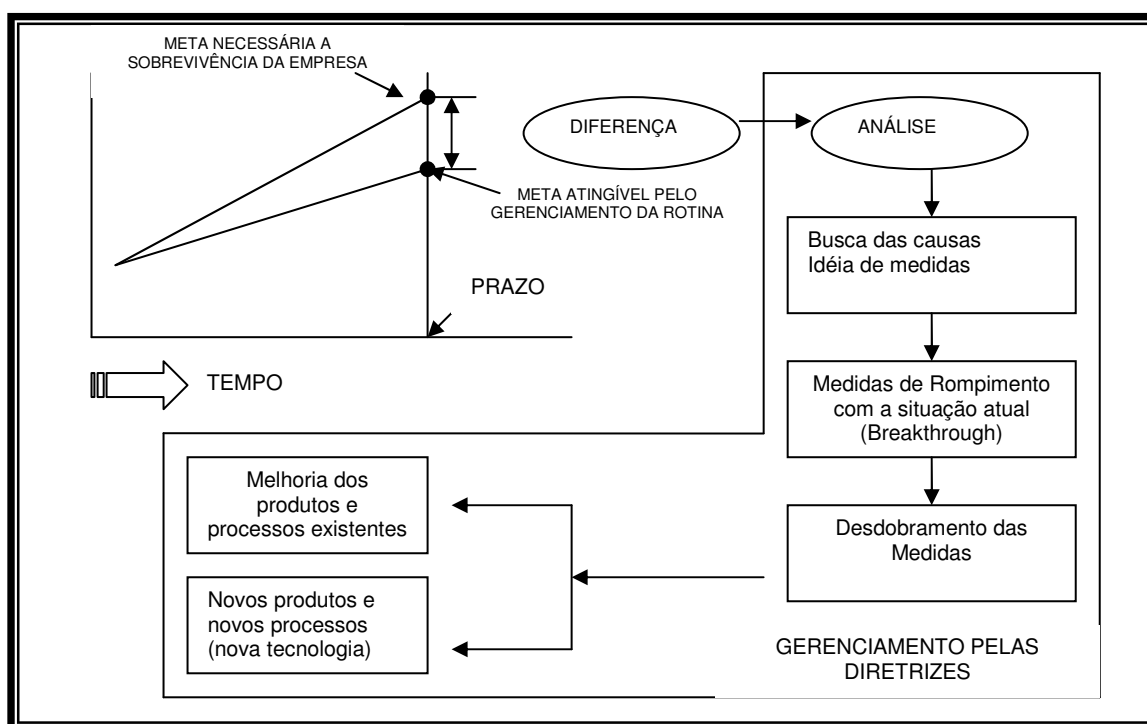 META NECESSÁRIA A
SOBREVIVÊNCIA DA EMPRESA
DIFERENÇA
ANÁLISE
META ATINGÍVEL PELO
GERENCIAMENTO DA ROTINA
PRAZO
TEMPO
Busca das causas
Idéia de medidas
Medidas de Rompimento
com a situação atual
(Breakthrough)
Desdobramento das
Medidas
Melhoria dos
produtos e
processos existentes
Novos produtos e
novos processos
(nova tecnologia)
GERENCIAMENTO PELAS
DIRETRIZES